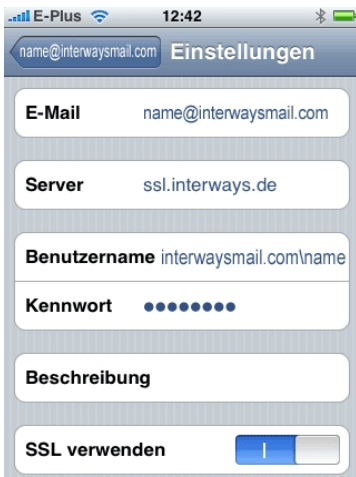 E-Plus 12:42
name@interwaysmail.com Einstellungen
E-Mail name@interwaysmail.com
Server ssl.interways.de
Benutzername interwaysmail.com\name
Kennwort ●●●●●●●●
Beschreibung
SSL verwenden I